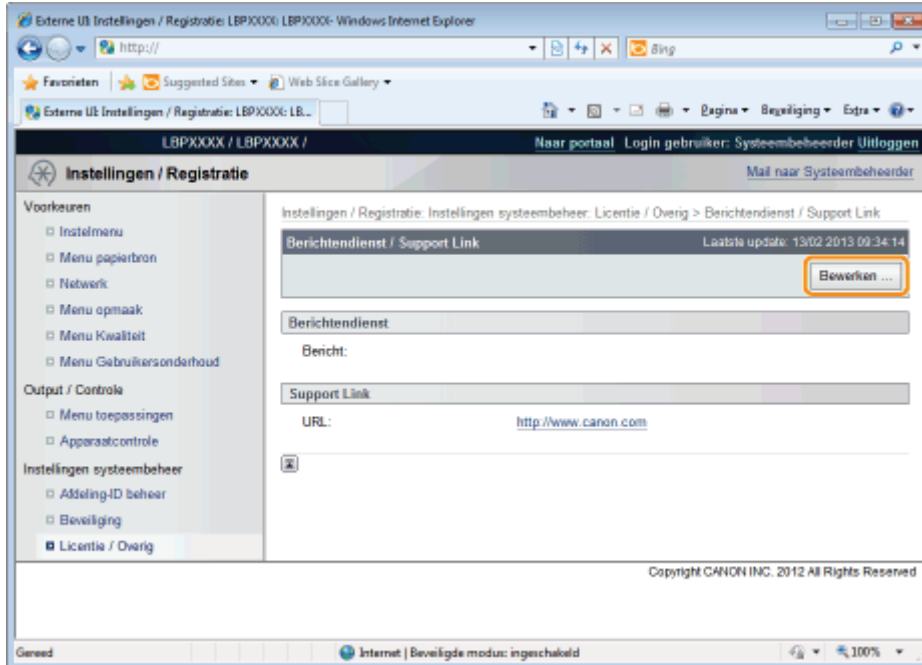 Externe UI: Instellingen / Registratie: LBPXXXX: LBPXXXX- Windows Internet Explorer
http://
Bing
Favorieten Suggested Sites Web Slice Gallery
Externe UI: Instellingen / Registratie: LBPXXXX: LB... Pagina Beveiliging Extra
LBPXXXX / LBPXXXX / Naar portaal Login gebruiker: Systeembeheerder Uitloggen
Instellingen / Registratie Mail naar Systeembeheerder
Voorkeuren
Instelmenu
Menu papierbron
Netwerk
Menu opmaak
Menu Kwaliteit
Menu Gebruikersonderhoud
Output / Controle
Menu toepassingen
Apparaatcontrole
Instellingen systeembeheer
Afdeling-ID beheer
Beveiliging
Licentie / Overig
Instellingen / Registratie: Instellingen systeembeheer: Licentie / Overig > Berichtendienst / Support Link
Berichtendienst / Support Link Laatste update: 13/02 2013 09:34:14
Bewerken ...
Berichtendienst
Bericht:
Support Link
URL: http://www.canon.com
Copyright CANON INC. 2012 All Rights Reserved
Gereed Internet | Beveiligde modus: ingeschakeld 100%